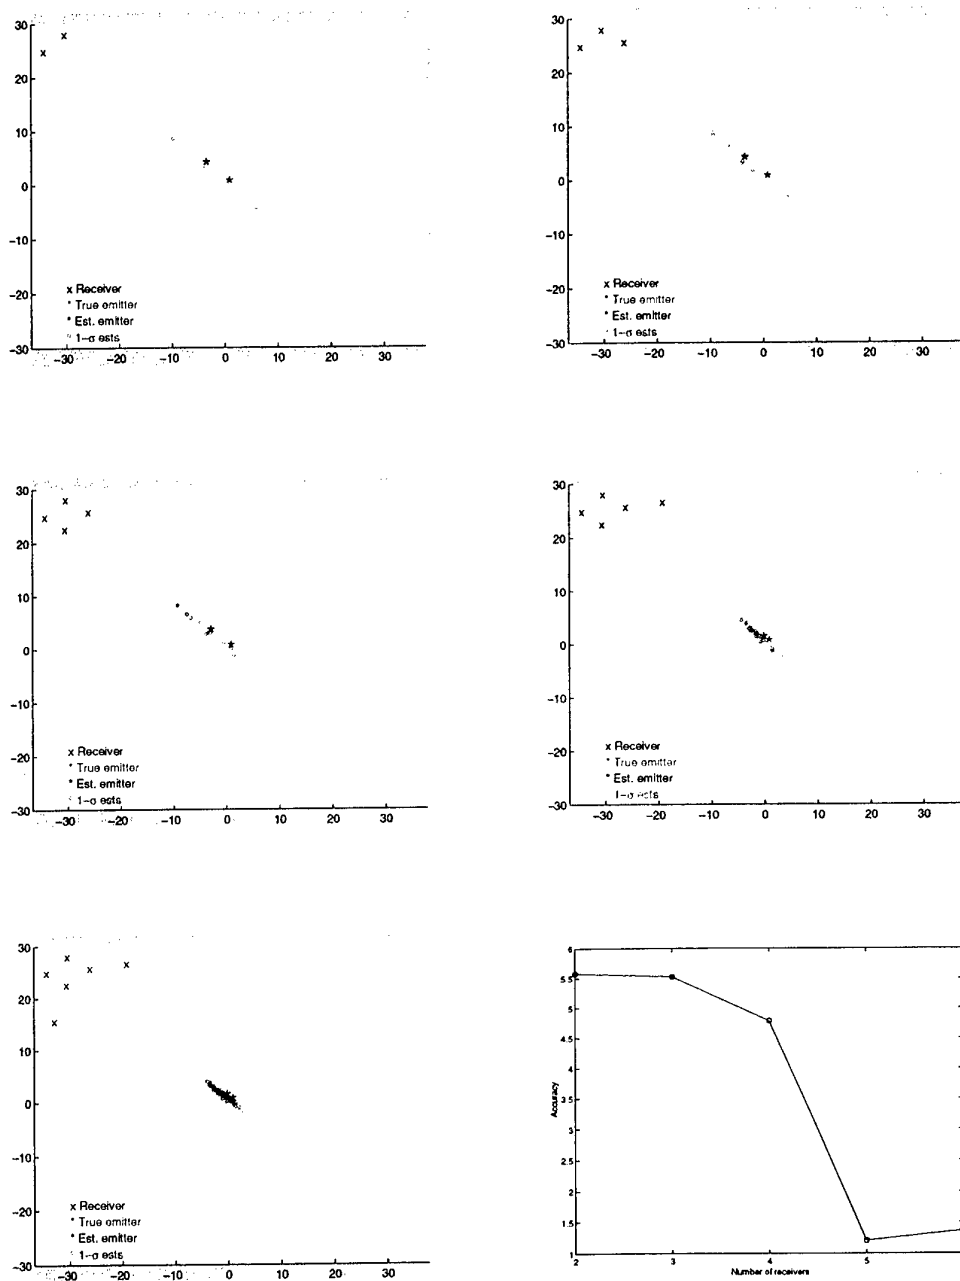 30
20
10
0
-10
-20
-30
x Receiver
* True emitter
* Est. emitter
° 1-σ ests
-30 -20 -10 0 10 20 30
30
20
10
0
-10
-20
-30
x Receiver
* True emitter
* Est. emitter
1-σ ests
-30 -20 -10 0 10 20 30
30
20
10
0
-10
-20
-30
x Receiver
* True emitter
* Est. emitter
° 1-σ ests
-30 -20 -10 0 10 20 30
30
20
10
0
-10
-20
-30
x Receiver
* True emitter
* Est. emitter
1-σ ests
-30 -20 -10 0 10 20 30
30
20
10
0
-10
-20
-30
x Receiver
* True emitter
* Est. emitter
1-σ ests
-30 -20 -10 0 10 20 30
6
5.5
5
4.5
4
3.5
3
2.5
2
1.5
1
Accuracy
2 3 4 5
Number of receivers